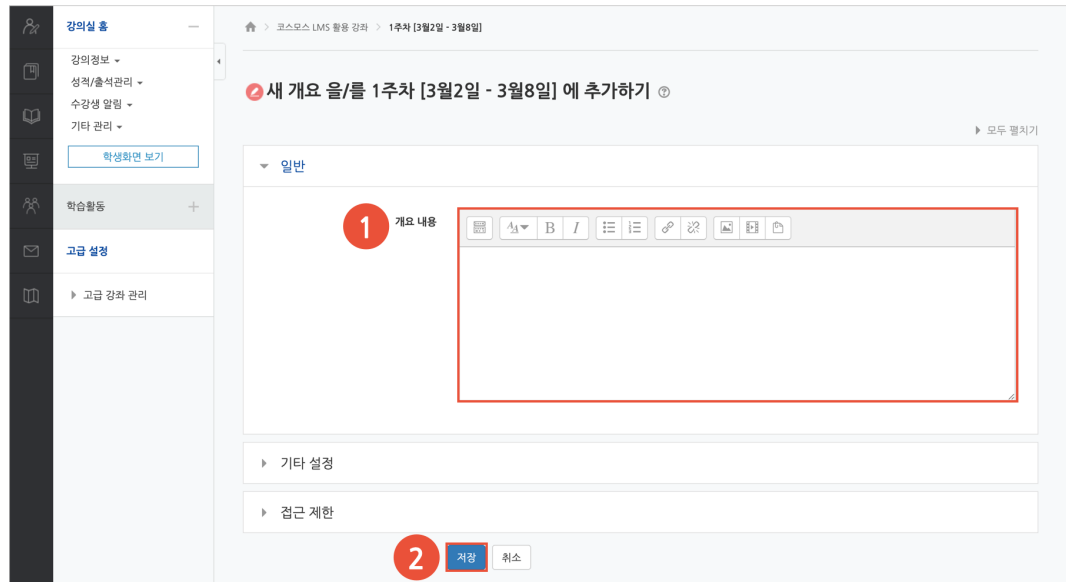 강의실 홈
강의정보
성적/출석관리
수강생 알림
기타 관리
학생화면 보기
학습활동
고급 설정
고급 강좌 관리
코스모스 LMS 활용 강좌 > 1주차 [3월2일 - 3월8일]
새 개요 을/를 1주차 [3월2일 - 3월8일] 에 추가하기
모두 펼치기
일반
1
개요 내용
B I
기타 설정
접근 제한
2
저장 취소